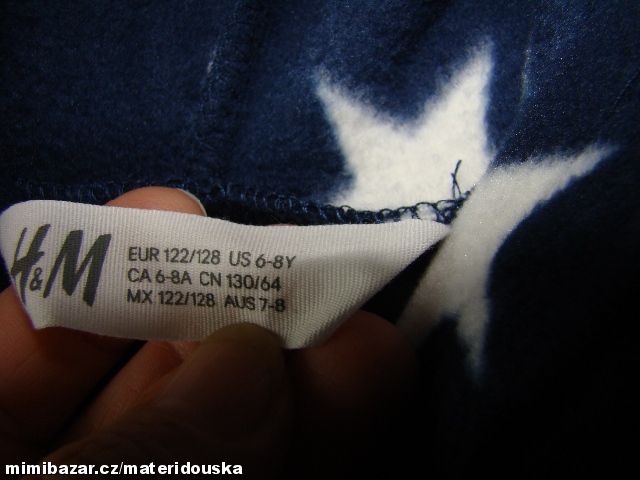 H&M
EUR 122/128 US 6-8Y
CA 6-8A CN 130/64
MX 122/128 AUS 7-8
mimibazar.cz/materidouska